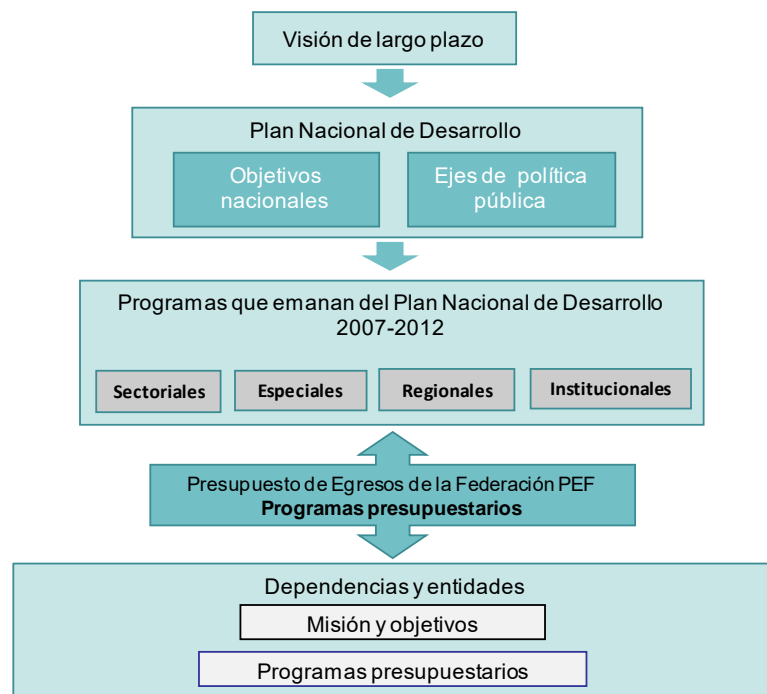 Visión de largo plazo
Plan Nacional de Desarrollo
Objetivos
nacionales
Ejes de política
pública
Programas que emanan del Plan Nacional de Desarrollo
2007-2012
Sectoriales
Especiales
Regionales
Institucionales
Presupuesto de Egresos de la Federación PEF
Programas presupuestarios
Dependencias y entidades
Misión y objetivos
Programas presupuestarios